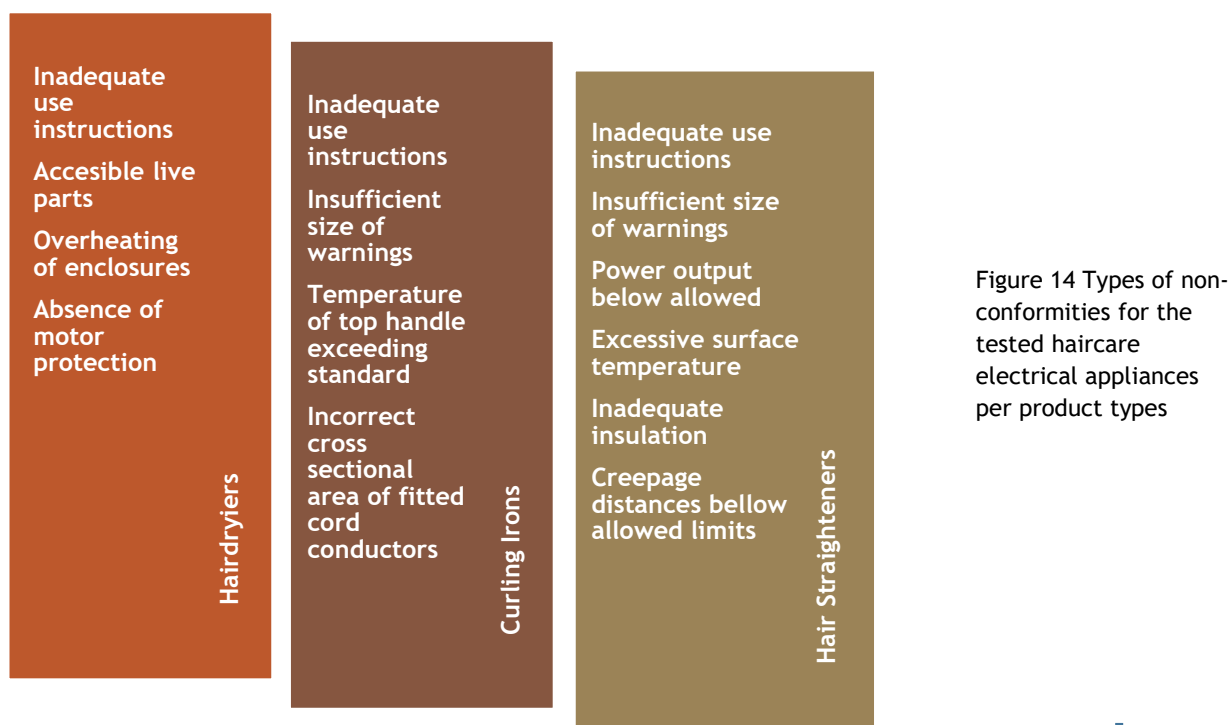 Inadequate
use
instructions
Accesible live
parts
Overheating
of enclosures
Absence of
motor
protection
Hairdryiers
Inadequate
use
instructions
Insufficient
size of
warnings
Temperature
of top handle
exceeding
standard
Incorrect
cross
sectional
area of fitted
cord
conductors
Curling Irons
Inadequate use
instructions
Insufficient size
of warnings
Power output
below allowed
Excessive surface
temperature
Inadequate
insulation
Creepage
distances bellow
allowed limits
Hair Straighteners
Figure 14 Types of non-
conformities for the
tested haircare
electrical appliances
per product types